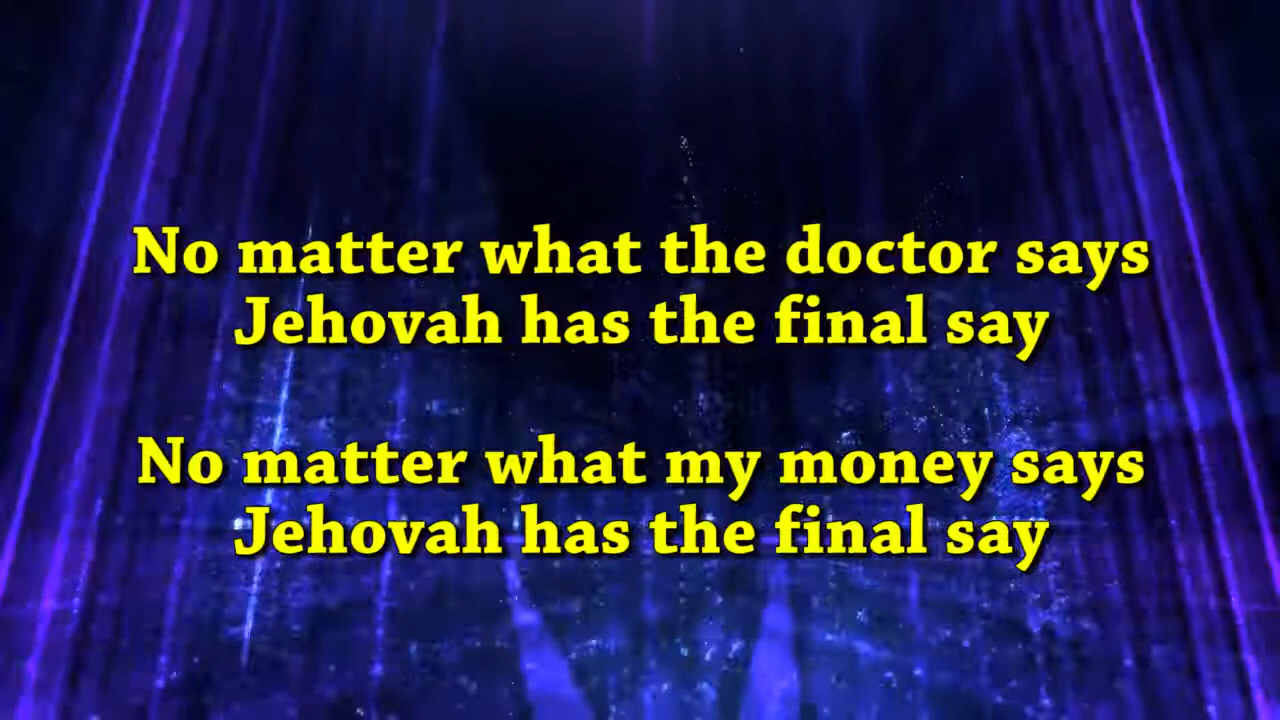 No matter what the doctor says
Jehovah has the final say
No matter what my money says
Jehovah has the final say